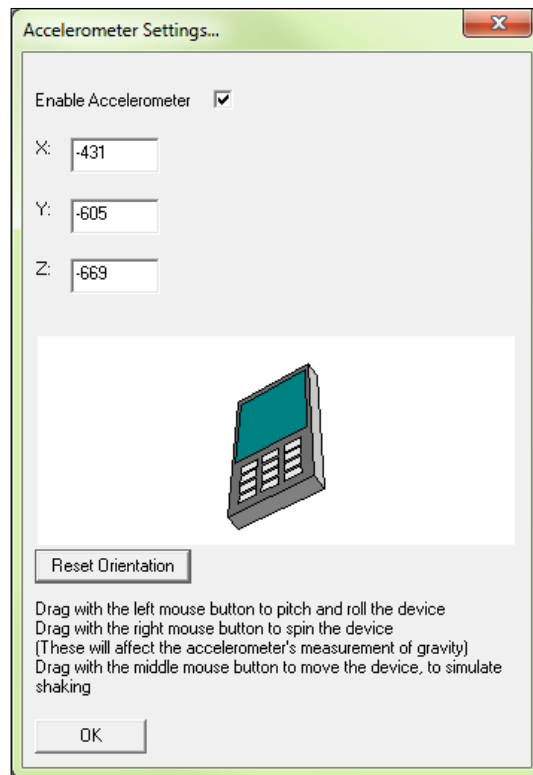 Accelerometer Settings...
Enable Accelerometer
X: -431
Y: -605
Z: -669
Reset Orientation
Drag with the left mouse button to pitch and roll the device
Drag with the right mouse button to spin the device
(These will affect the accelerometer's measurement of gravity)
Drag with the middle mouse button to move the device, to simulate
shaking
OK